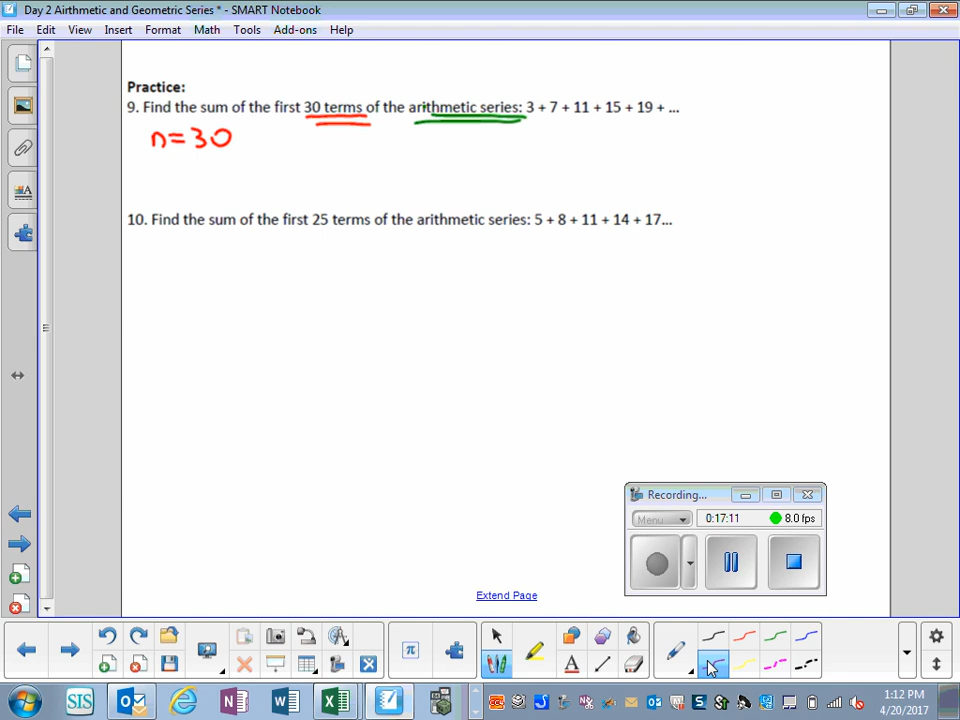 Day 2 Airthmetic and Geometric Series * - SMART Notebook
File Edit View Insert Format Math Tools Add-ons Help
Practice:
9. Find the sum of the first 30 terms of the arithmetic series: 3 + 7 + 11 + 15 + 19 + ...
n=30
10. Find the sum of the first 25 terms of the arithmetic series: 5 + 8 + 11 + 14 + 17...
Recording...
Menu 0:17:11 8.0 fps
Extend Page
1:12 PM
4/20/2017